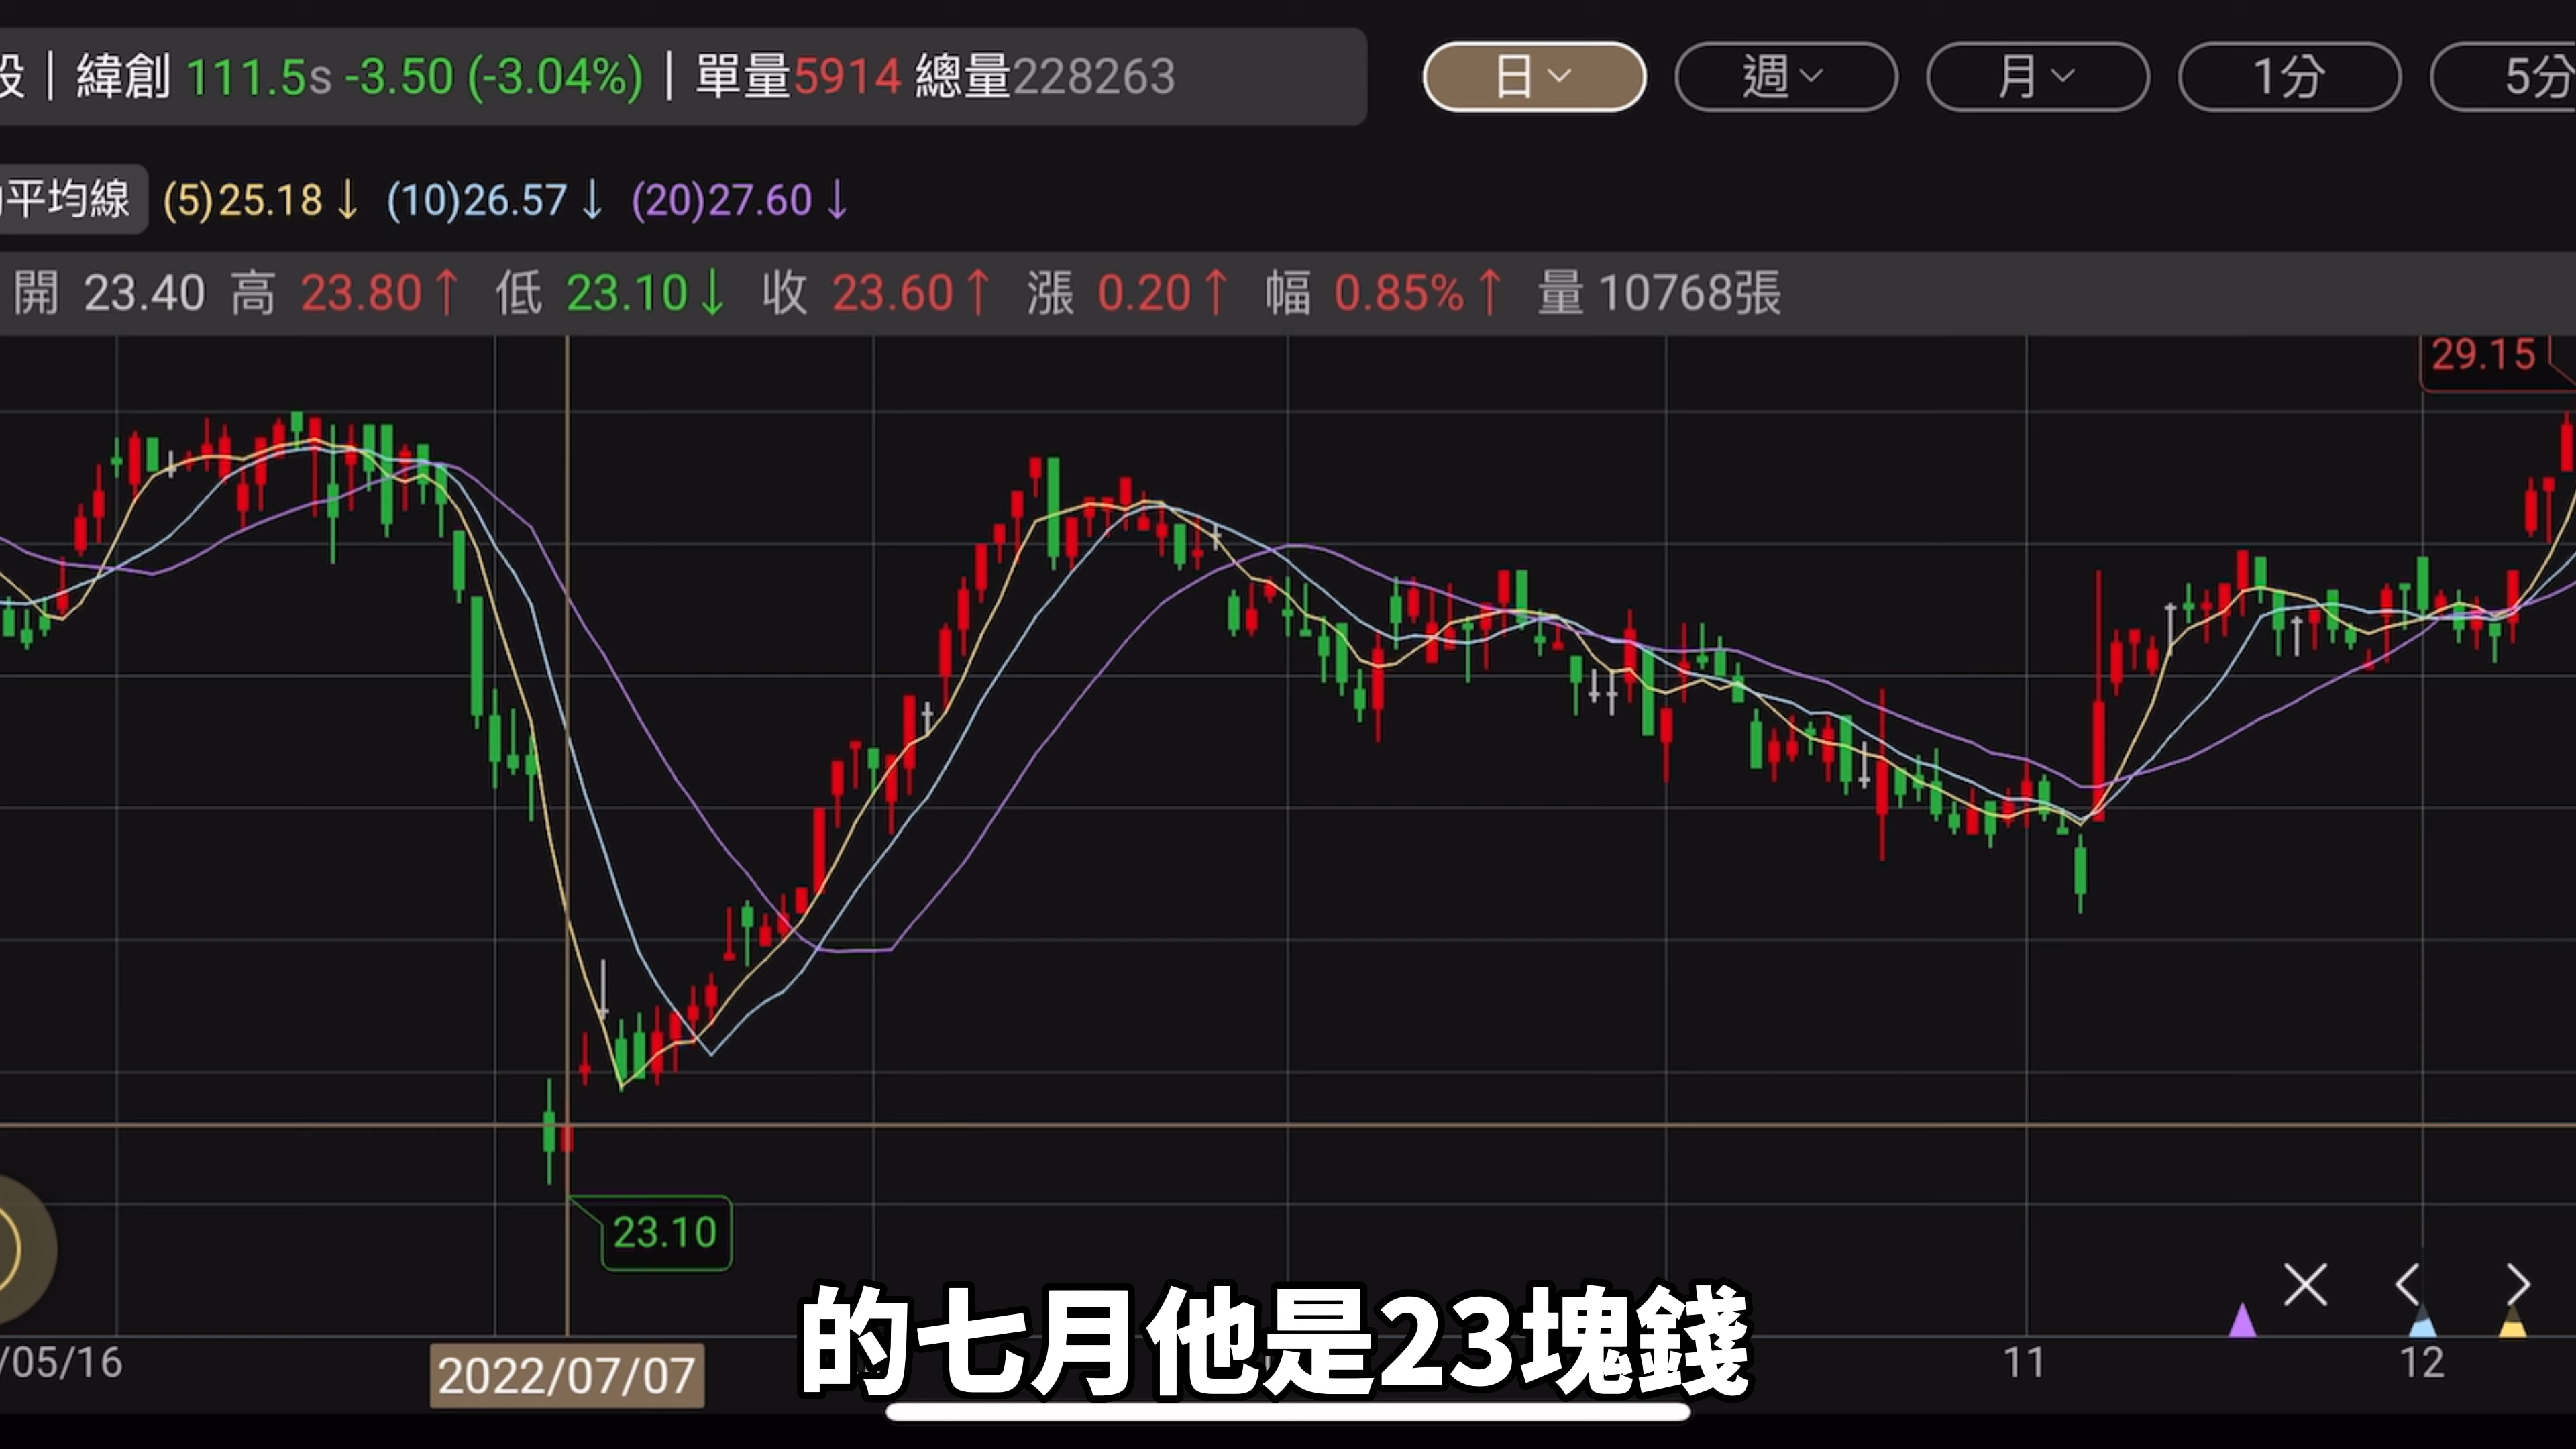 股｜緯創 111.5s -3.50 (-3.04%)｜單量5914 總量228263
日 週 月 1分 5分
平均線 (5)25.18↓ (10)26.57↓ (20)27.60↓
開 23.40 高 23.80↑ 低 23.10↓ 收 23.60↑ 漲 0.20↑ 幅 0.85%↑ 量 10768張
29.15
23.10
的七月他是23塊錢
/05/16 2022/07/07 11 12